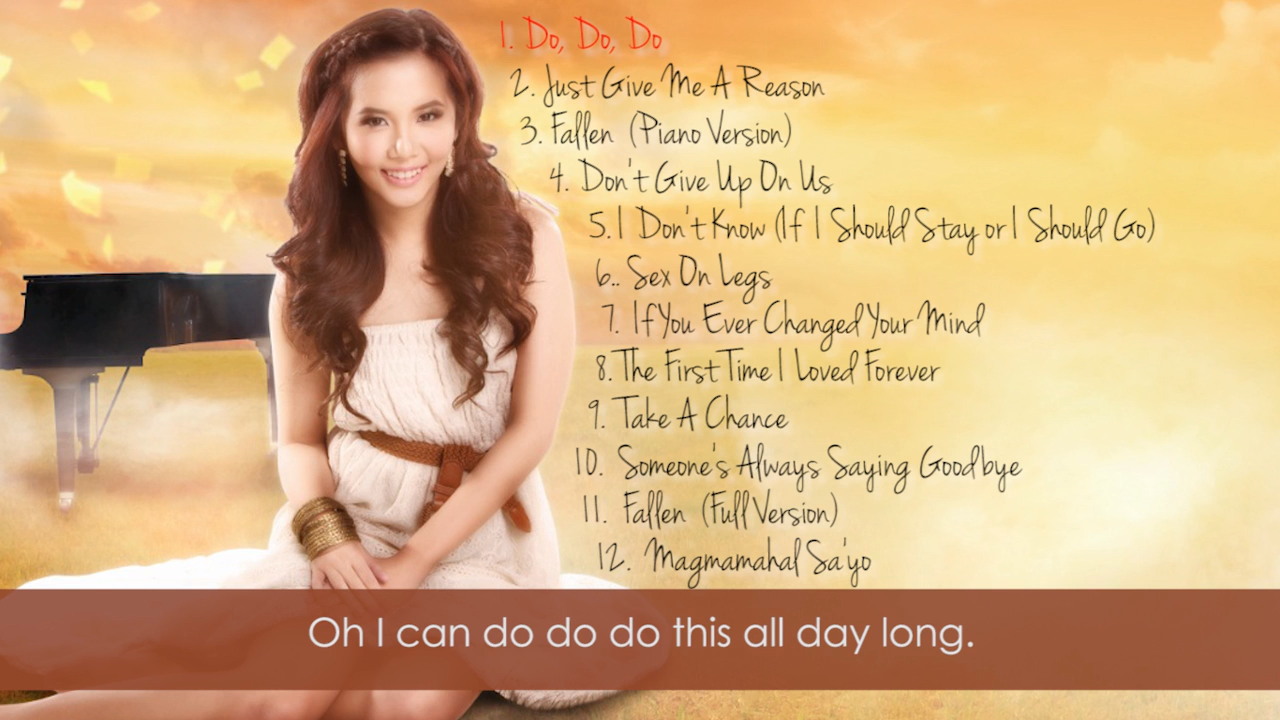 1. Do, Do, Do
2. Just Give Me A Reason
3. Fallen (Piano Version)
4. Don't Give Up On Us
5. I Don't Know (If I Should Stay or I Should Go)
6.. Sex On Legs
7. If You Ever Changed Your Mind
8. The First Time I Loved Forever
9. Take A Chance
10. Someone's Always Saying Goodbye
11. Fallen (Full Version)
12. Magmamahal Sa'yo
Oh I can do do do this all day long.